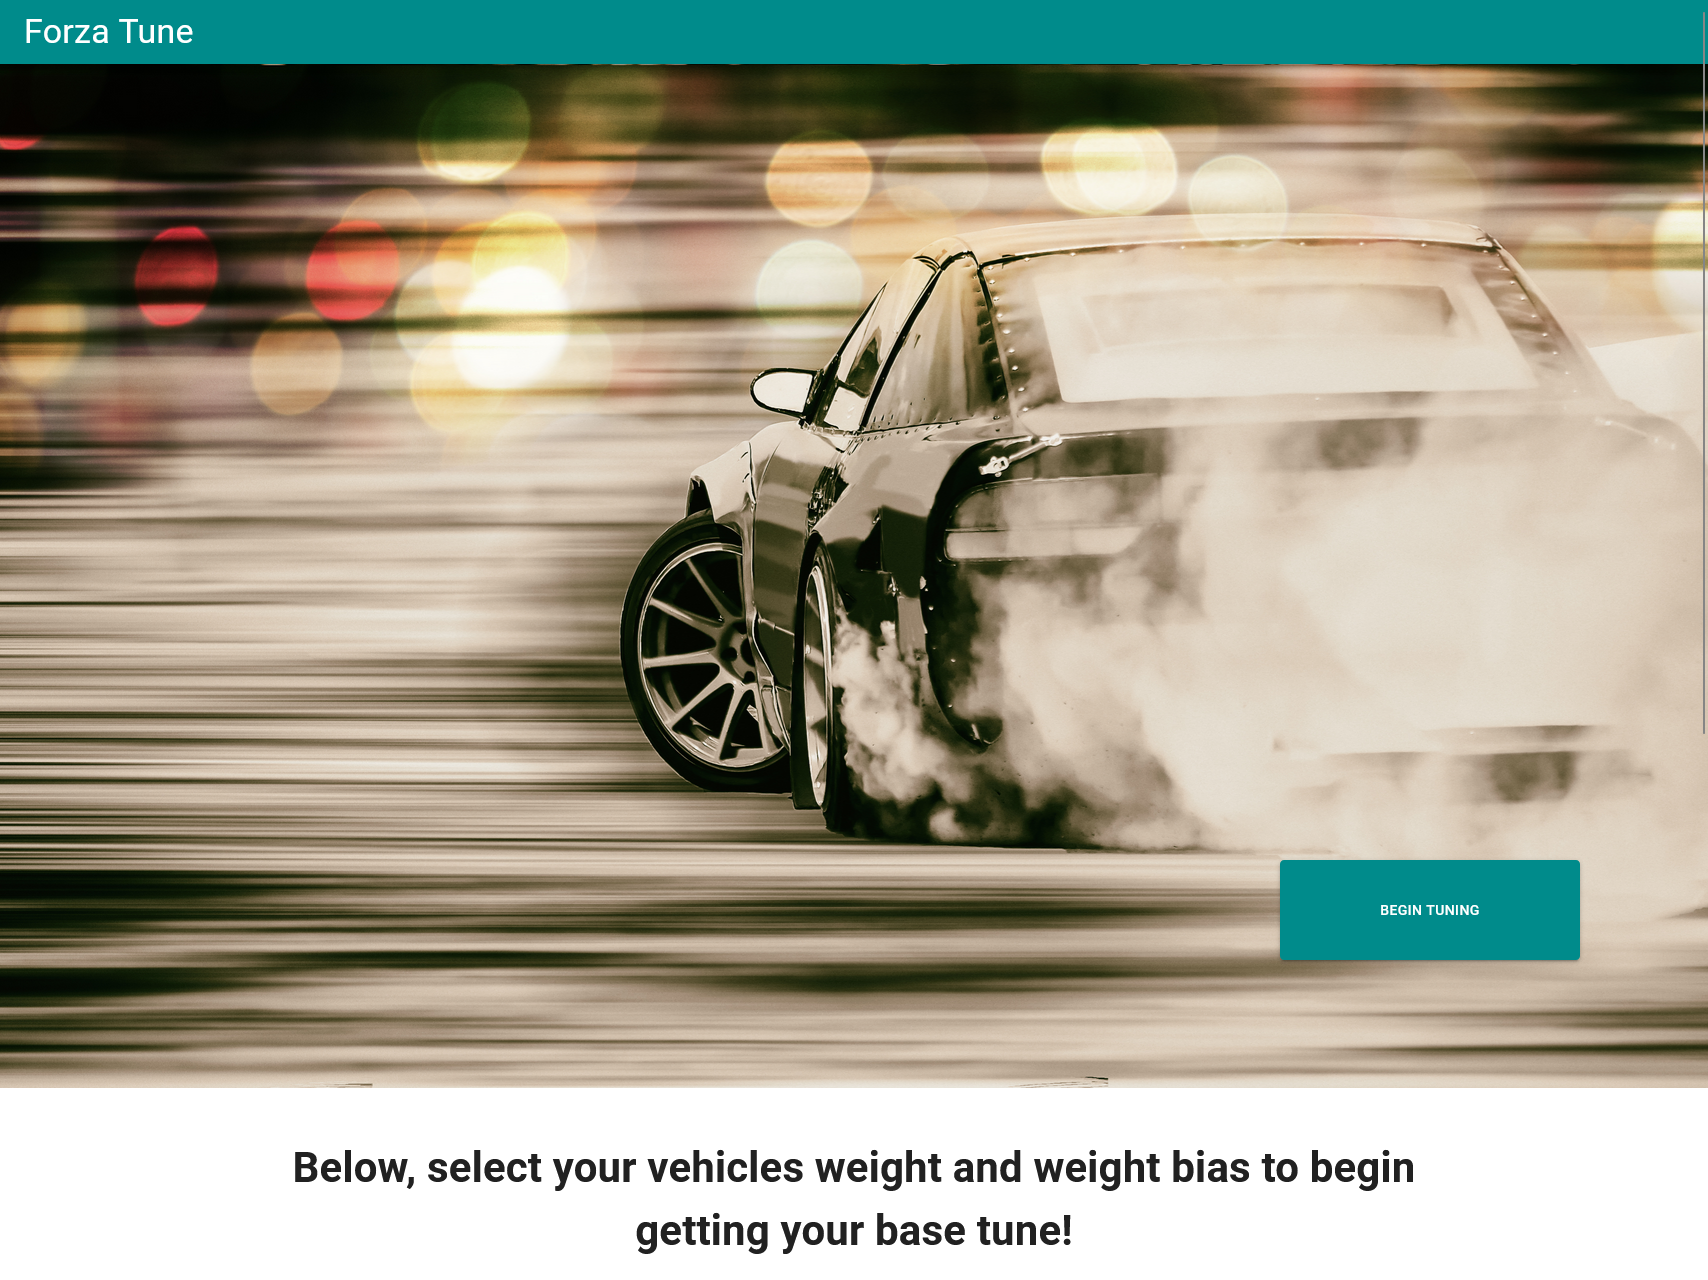 Forza Tune
BEGIN TUNING
Below, select your vehicles weight and weight bias to begin
getting your base tune!